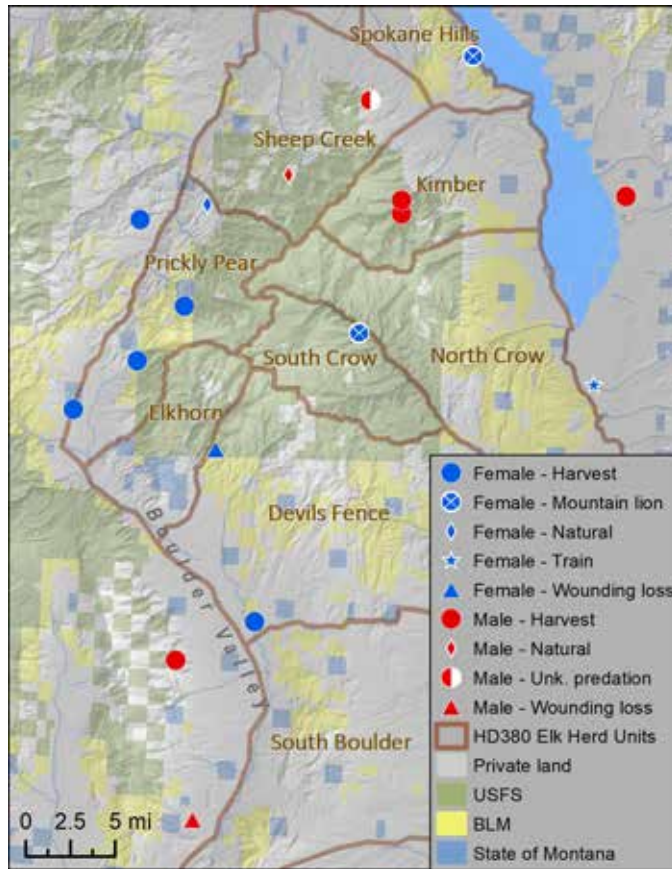 Spokane Hills
Sheep Creek
Kimber
Prickly Pear
South Crow
North Crow
Elkhorn
Devils Fence
Boulder Valley
South Boulder
0 2.5 5 mi
Female - Harvest
Female - Mountain lion
Female - Natural
Female - Train
Female - Wounding loss
Male - Harvest
Male - Natural
Male - Unk. predation
Male - Wounding loss
HD380 Elk Herd Units
Private land
USFS
BLM
State of Montana